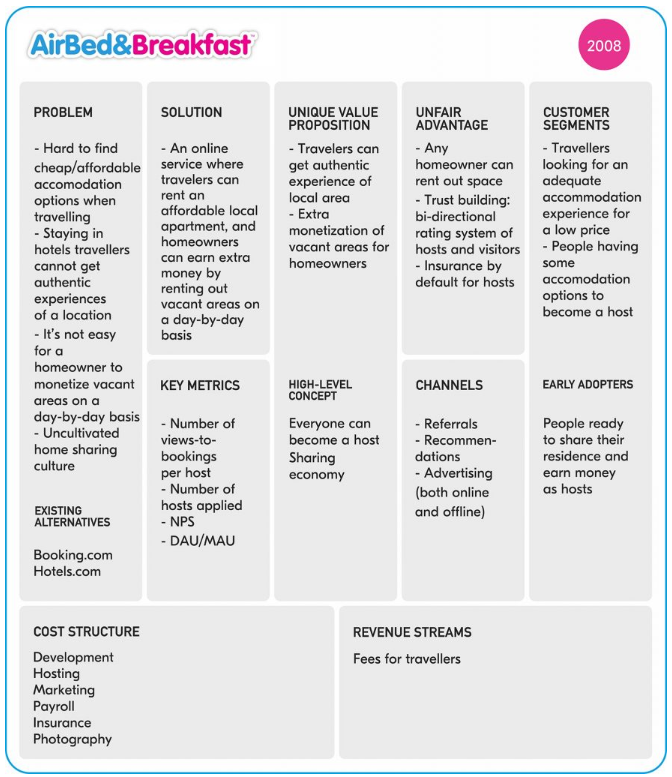 AirBed&Breakfast™
2008
PROBLEM
- Hard to find
cheap/affordable
accomodation
options when
travelling
- Staying in
hotels travellers
cannot get
authentic
experiences
of a location
- It's not easy
for a
homeowner to
monetize vacant
areas on a
day-by-day basis
- Uncultivated
home sharing
culture
EXISTING
ALTERNATIVES
Booking.com
Hotels.com
SOLUTION
- An online
service where
travelers can
rent an
affordable local
apartment, and
homeowners
can earn extra
money by
renting out
vacant areas on
a day-by-day
basis
KEY METRICS
- Number of
views-to-
bookings
per host
- Number of
hosts applied
- NPS
- DAU/MAU
UNIQUE VALUE
PROPOSITION
- Travelers can
get authentic
experience of
local area
- Extra
monetization of
vacant areas for
homeowners
HIGH-LEVEL
CONCEPT
Everyone can
become a host
Sharing
economy
UNFAIR
ADVANTAGE
- Any
homeowner can
rent out space
- Trust building:
bi-directional
rating system of
hosts and visitors
- Insurance by
default for hosts
CHANNELS
- Referrals
- Recommen-
dations
- Advertising
(both online
and offline)
CUSTOMER
SEGMENTS
- Travellers
looking for an
adequate
accommodation
experience for
a low price
- People having
some
accomodation
options to
become a host
EARLY ADOPTERS
People ready
to share their
residence and
earn money
as hosts
COST STRUCTURE
Development
Hosting
Marketing
Payroll
Insurance
Photography
REVENUE STREAMS
Fees for travellers